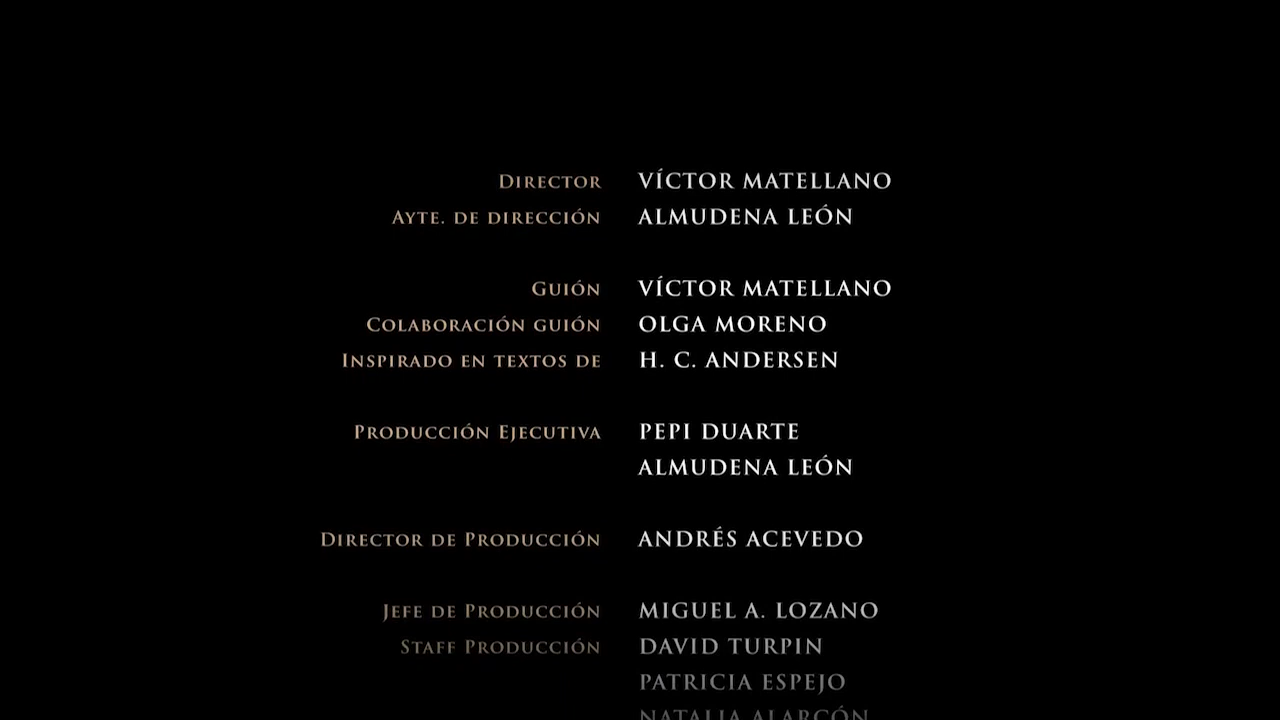 Director VÍCTOR MATELLANO
Ayte. de dirección ALMUDENA LEÓN
Guión VÍCTOR MATELLANO
Colaboración guión OLGA MORENO
Inspirado en textos de H. C. ANDERSEN
Producción Ejecutiva PEPI DUARTE
ALMUDENA LEÓN
Director de Producción ANDRÉS ACEVEDO
Jefe de Producción MIGUEL A. LOZANO
Staff Producción DAVID TURPIN
PATRICIA ESPEJO
NATALIA ALARCÓN